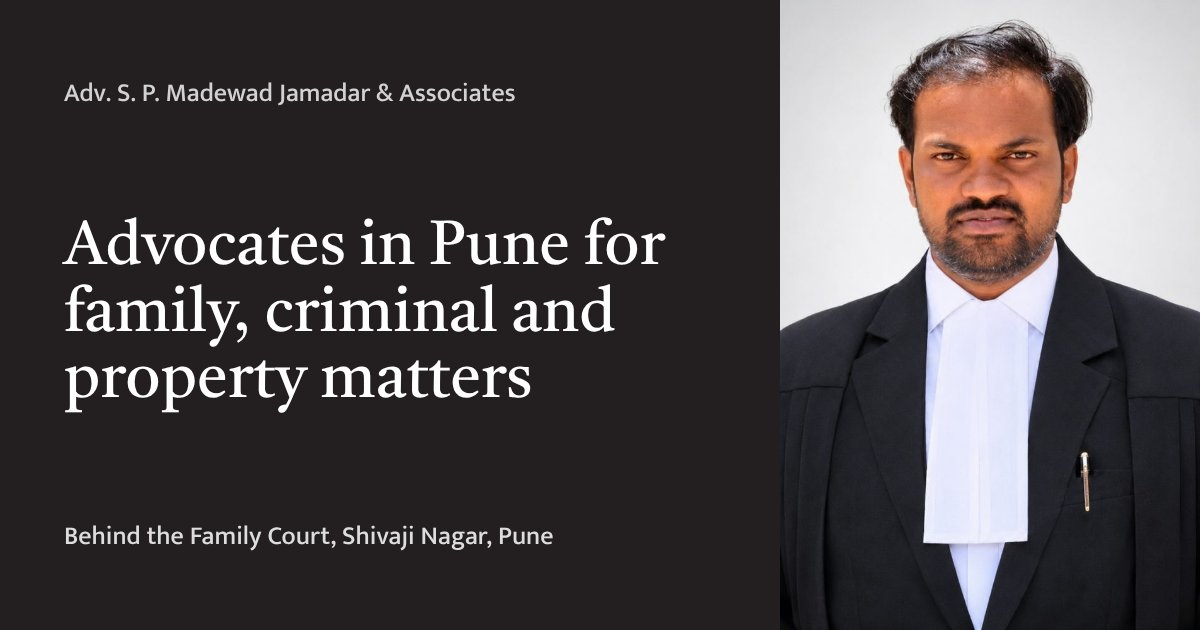 Adv. S. P. Madewad Jamadar & Associates
Advocates in Pune for
family, criminal and
property matters
Behind the Family Court, Shivaji Nagar, Pune